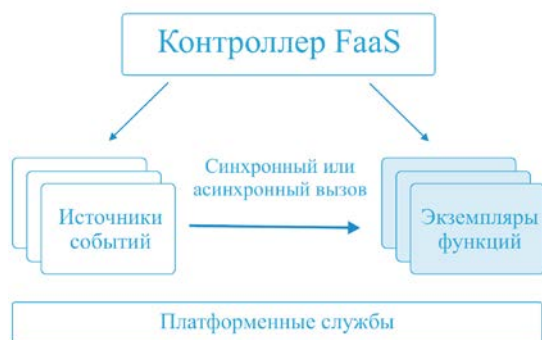 Контроллер FaaS
Синхронный или
асинхронный вызов
Источники
событий
Экземпляры
функций
Платформенные службы